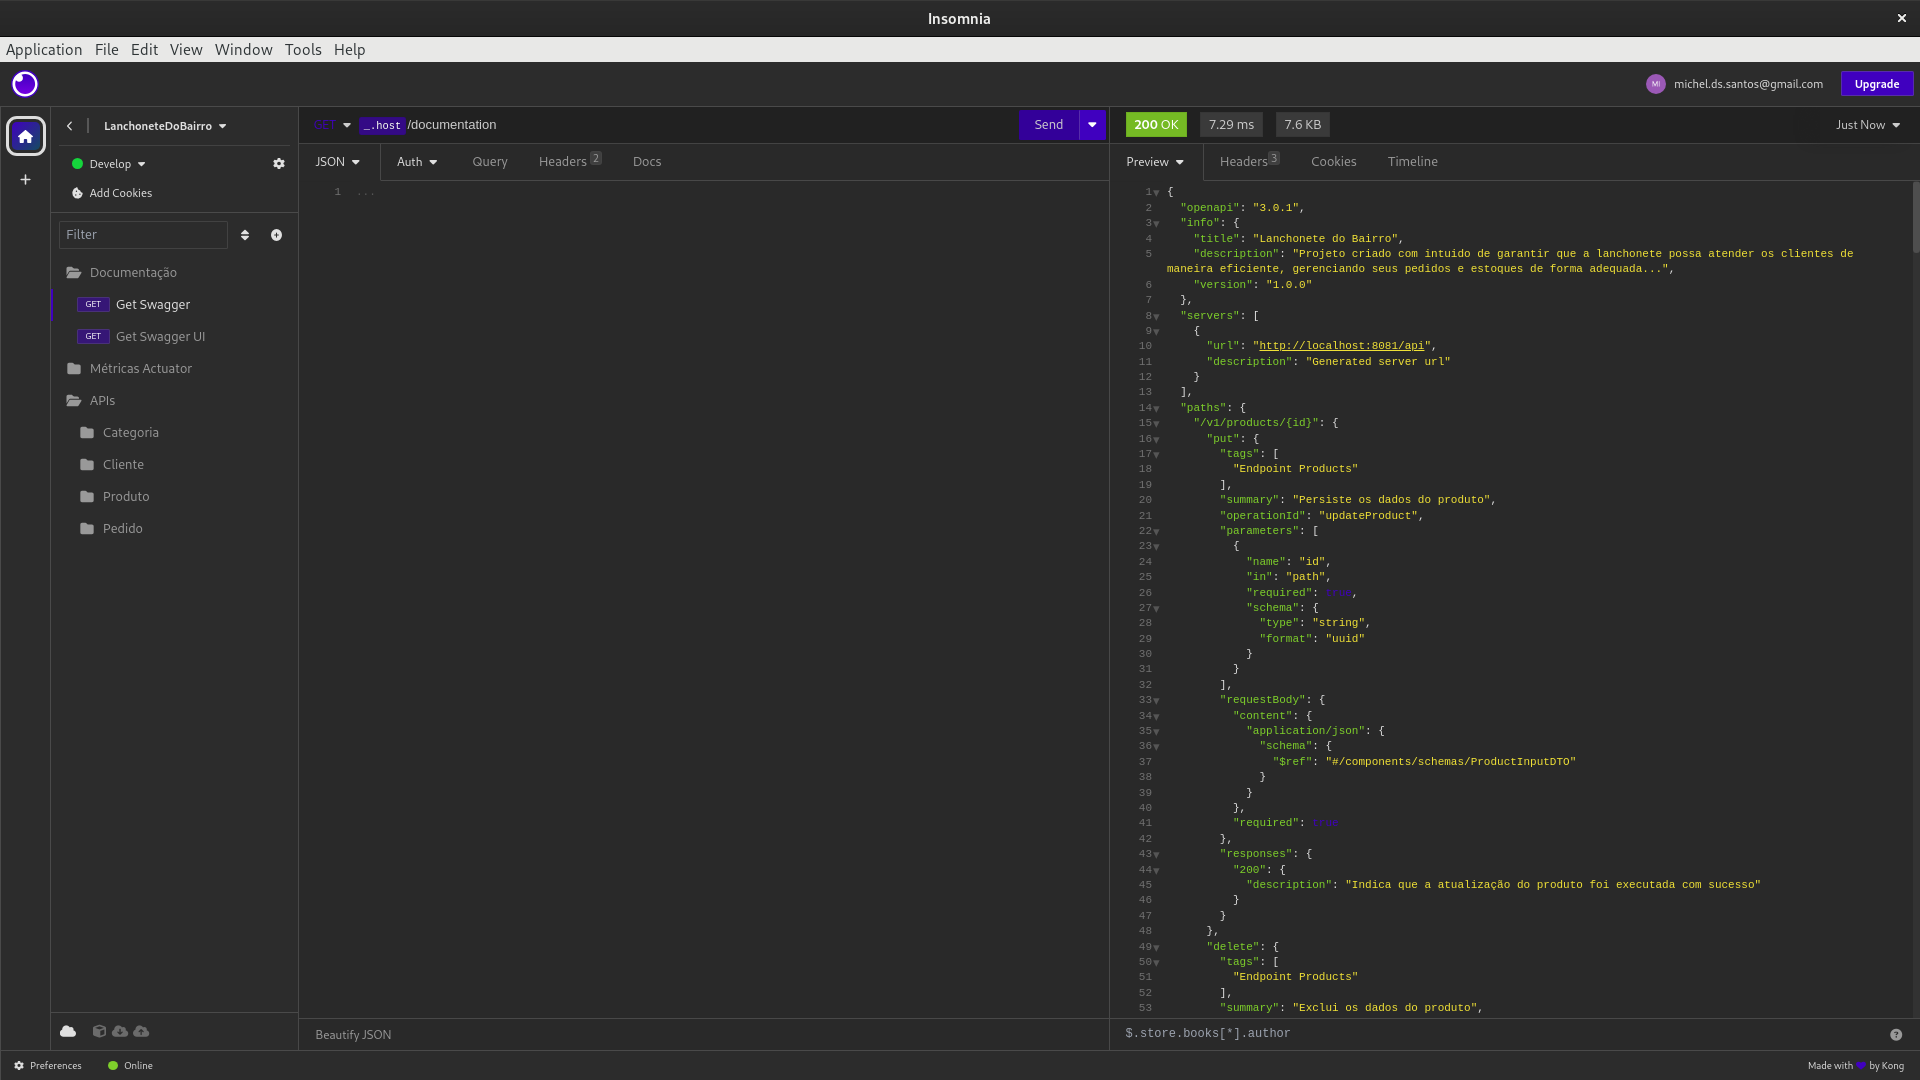 Insomnia
Application File Edit View Window Tools Help
MI michel.ds.santos@gmail.com Upgrade
LanchoneteDoBairro
Develop
Add Cookies
Filter
Documentação
GET Get Swagger
GET Get Swagger UI
Métricas Actuator
APIs
Categoria
Cliente
Produto
Pedido
GET _.host /documentation Send
JSON Auth Query Headers 2 Docs
1 ...
Beautify JSON
200 OK 7.29 ms 7.6 KB Just Now
Preview Headers 3 Cookies Timeline
1 {
2 "openapi": "3.0.1",
3 "info": {
4 "title": "Lanchonete do Bairro",
5 "description": "Projeto criado com intuido de garantir que a lanchonete possa atender os clientes de
maneira eficiente, gerenciando seus pedidos e estoques de forma adequada...",
6 "version": "1.0.0"
7 },
8 "servers": [
9 {
10 "url": "http://localhost:8081/api",
11 "description": "Generated server url"
12 }
13 ],
14 "paths": {
15 "/v1/products/{id}": {
16 "put": {
17 "tags": [
18 "Endpoint Products"
19 ],
20 "summary": "Persiste os dados do produto",
21 "operationId": "updateProduct",
22 "parameters": [
23 {
24 "name": "id",
25 "in": "path",
26 "required": true,
27 "schema": {
28 "type": "string",
29 "format": "uuid"
30 }
31 }
32 ],
33 "requestBody": {
34 "content": {
35 "application/json": {
36 "schema": {
37 "$ref": "#/components/schemas/ProductInputDTO"
38 }
39 }
40 },
41 "required": true
42 },
43 "responses": {
44 "200": {
45 "description": "Indica que a atualização do produto foi executada com sucesso"
46 }
47 }
48 },
49 "delete": {
50 "tags": [
51 "Endpoint Products"
52 ],
53 "summary": "Exclui os dados do produto",
$.store.books[*].author
Preferences Online
Made with by Kong